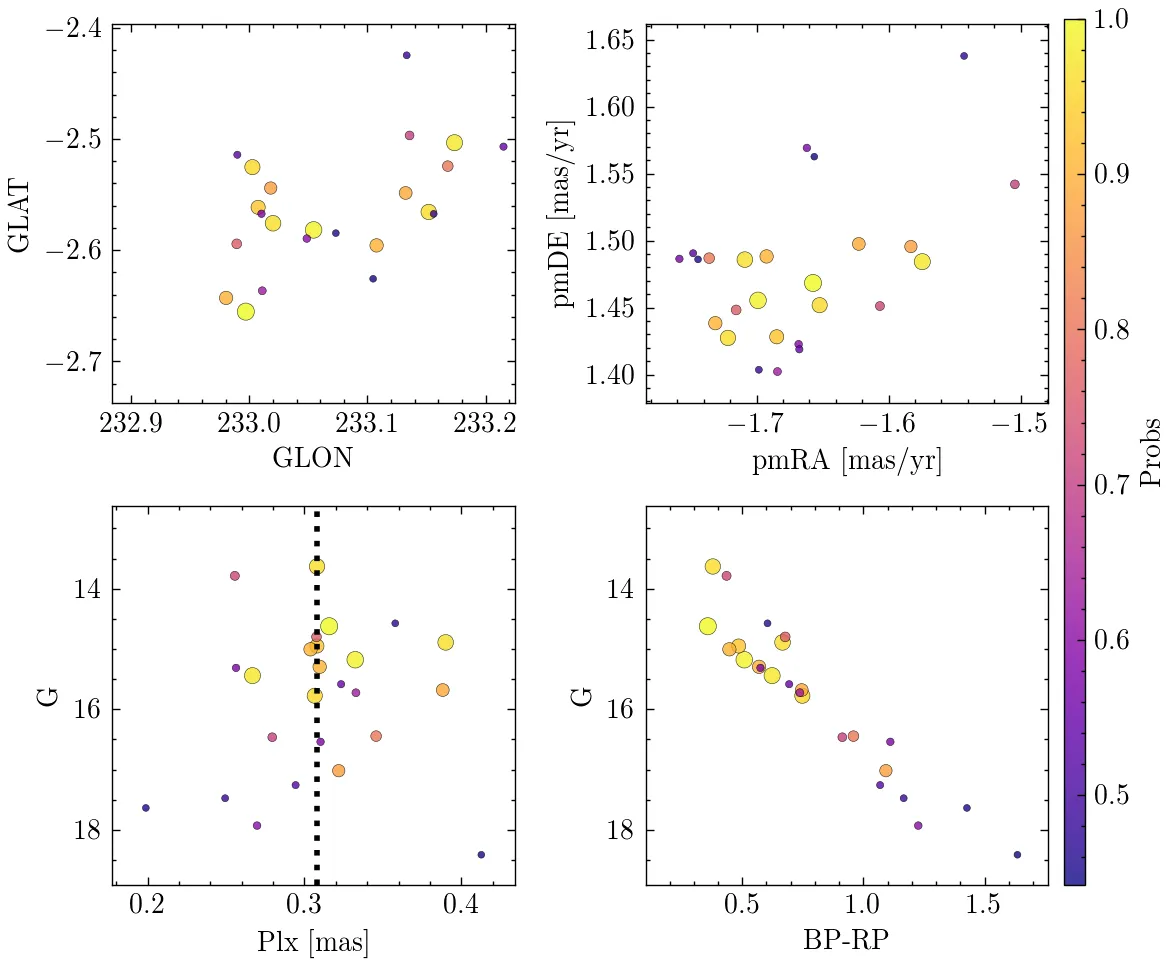 −2.4
−2.5
−2.6
−2.7
GLAT
232.9 233.0 233.1 233.2
GLON
1.65
1.60
1.55
1.50
1.45
1.40
pmDE [mas/yr]
−1.7 −1.6 −1.5
pmRA [mas/yr]
14
16
18
G
0.2 0.3 0.4
Plx [mas]
14
16
18
G
0.5 1.0 1.5
BP-RP
1.0
0.9
0.8
0.7
0.6
0.5
Probs